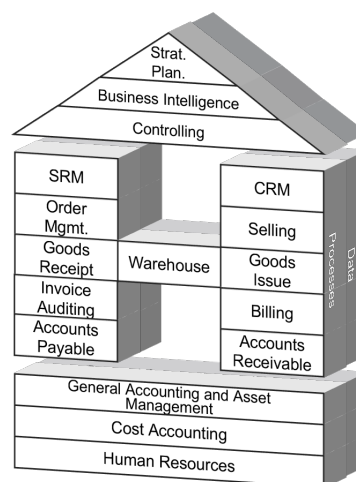 Strat.
Plan.
Business Intelligence
Controlling
SRM
Order
Mgmt.
Goods
Receipt
Invoice
Auditing
Accounts
Payable
Warehouse
CRM
Selling
Goods
Issue
Billing
Accounts
Receivable
Processes
Data
General Accounting and Asset
Management
Cost Accounting
Human Resources